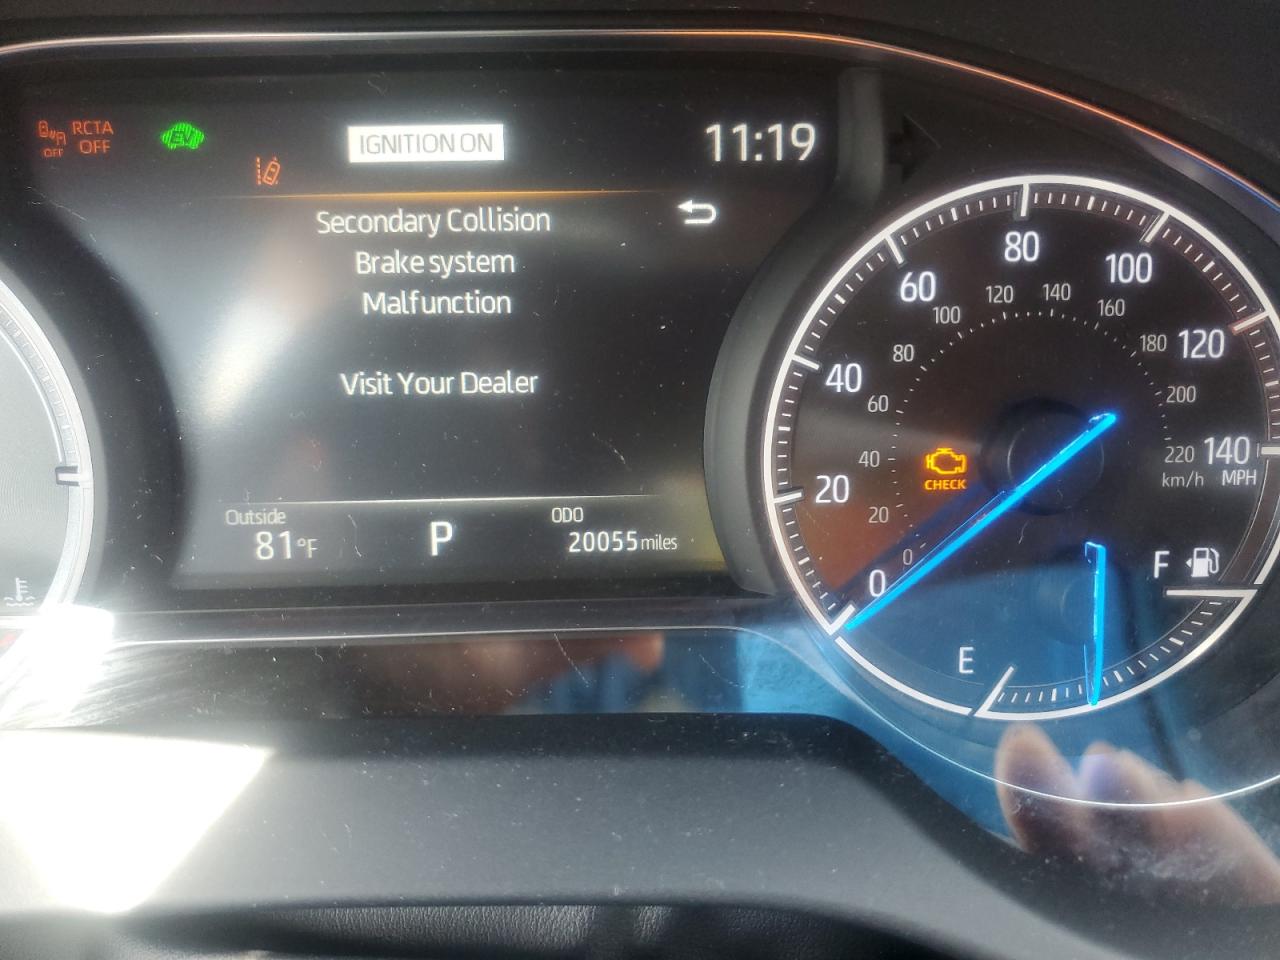 RCTA
OFF
OFF
EV
IGNITION ON
11:19
Secondary Collision
Brake system
Malfunction
Visit Your Dealer
Outside
81°F
P
ODO
20055 miles
0
20
40
60
80
100
120
140
MPH
0
20
40
60
80
100
120
140
160
180
200
220
km/h
CHECK
F
E